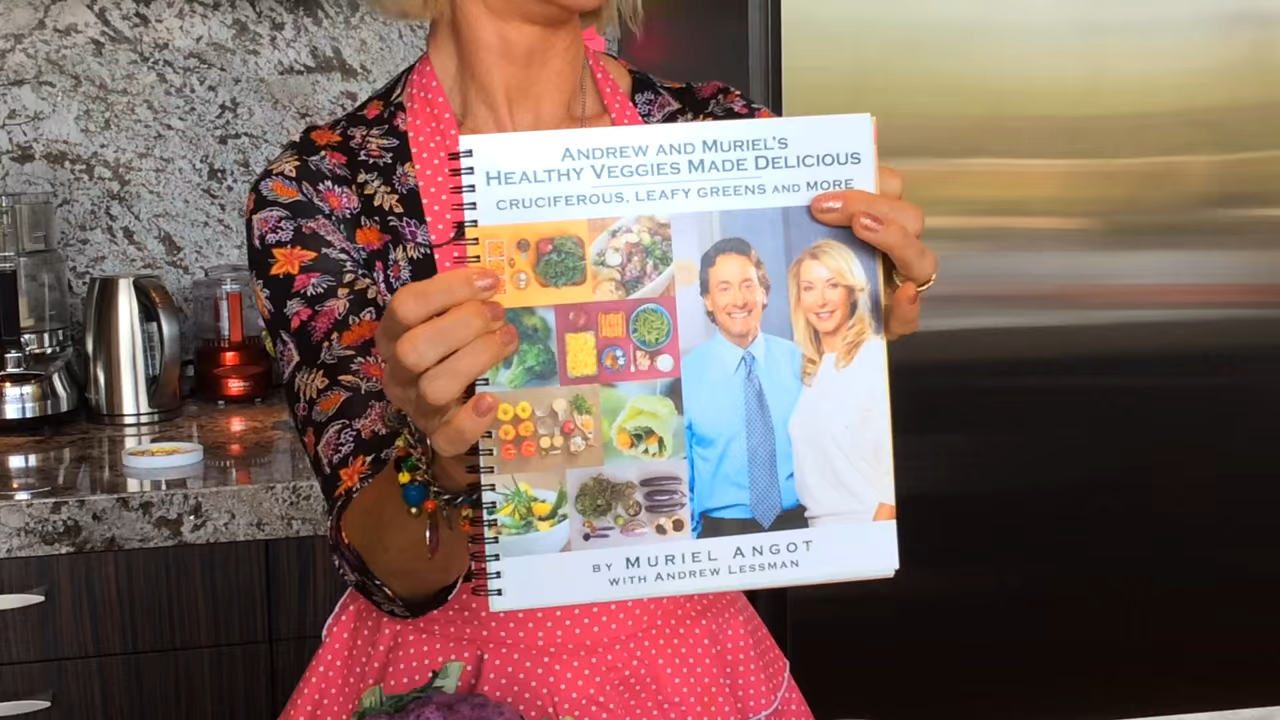 ANDREW AND MURIEL'S
HEALTHY VEGGIES MADE DELICIOUS
CRUCIFEROUS, LEAFY GREENS AND MORE
BY MURIEL ANGOT
WITH ANDREW LESSMAN